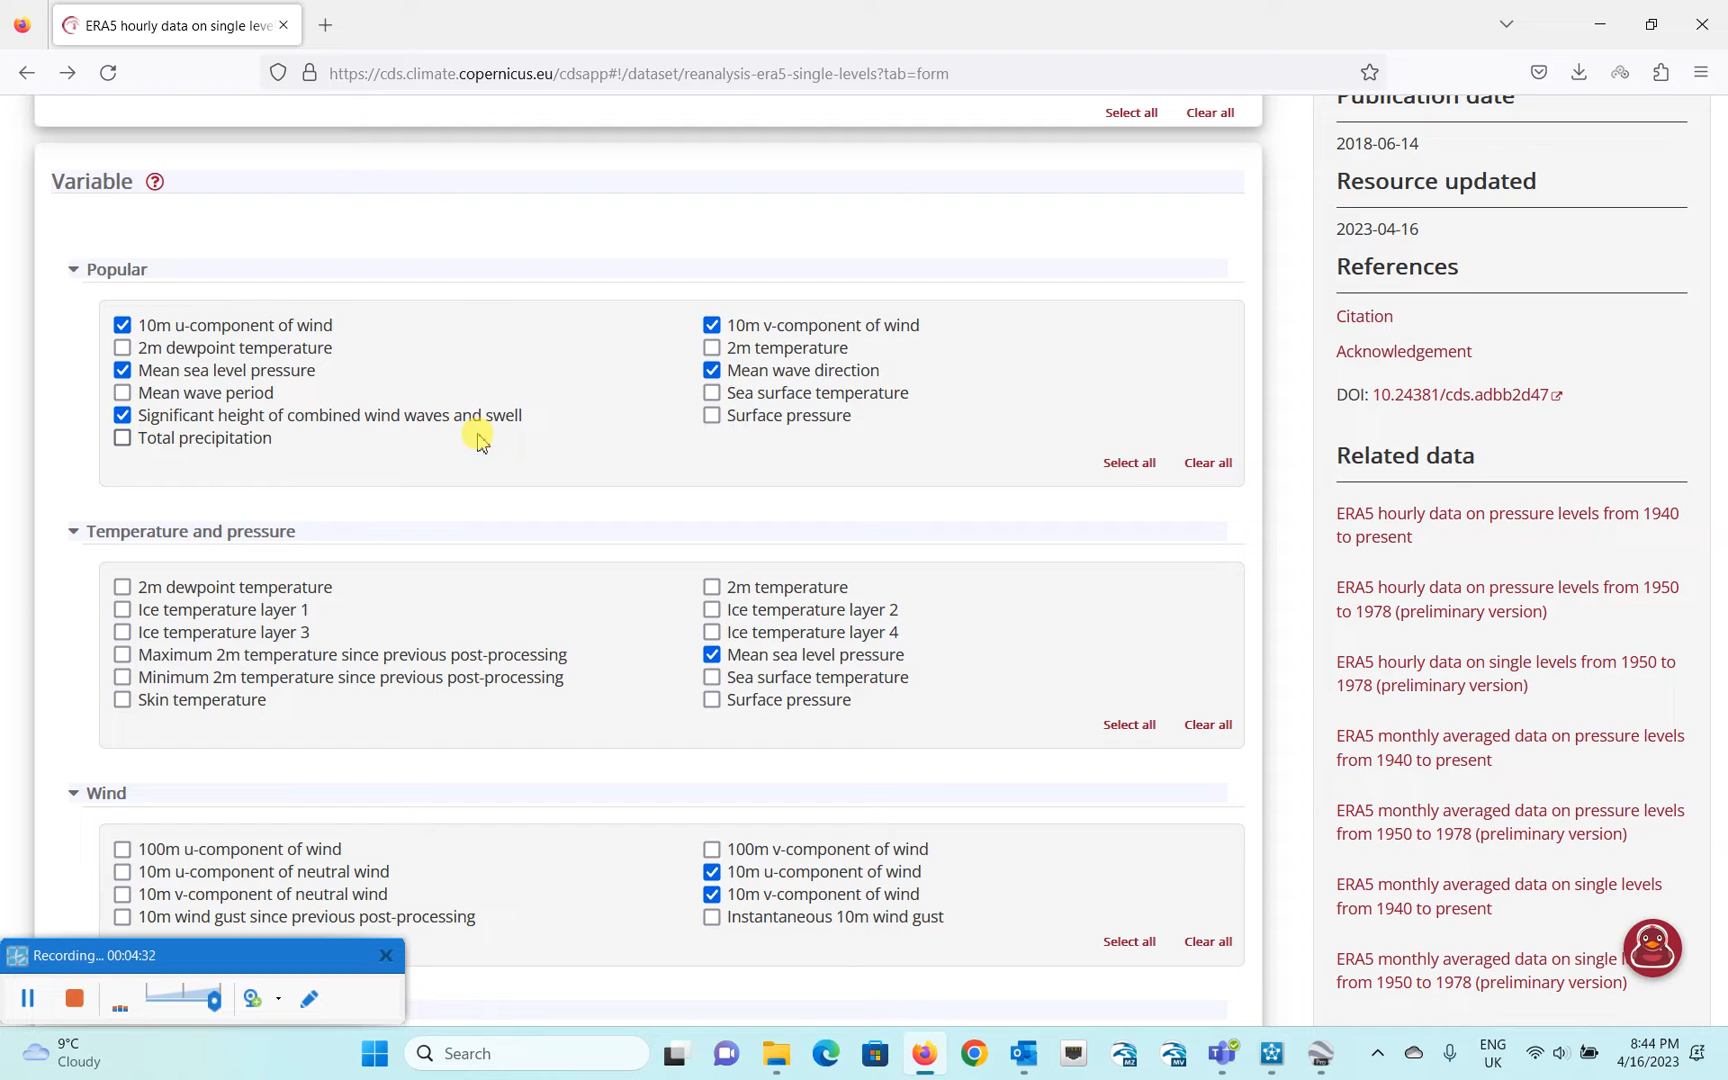 ERA5 hourly data on single leve
https://cds.climate.copernicus.eu/cdsapp#!/dataset/reanalysis-era5-single-levels?tab=form
Select all Clear all
Variable ?
Popular
10m u-component of wind 10m v-component of wind
2m dewpoint temperature 2m temperature
Mean sea level pressure Mean wave direction
Mean wave period Sea surface temperature
Significant height of combined wind waves and swell Surface pressure
Total precipitation
Select all Clear all
Temperature and pressure
2m dewpoint temperature 2m temperature
Ice temperature layer 1 Ice temperature layer 2
Ice temperature layer 3 Ice temperature layer 4
Maximum 2m temperature since previous post-processing Mean sea level pressure
Minimum 2m temperature since previous post-processing Sea surface temperature
Skin temperature Surface pressure
Select all Clear all
Wind
100m u-component of wind 100m v-component of wind
10m u-component of neutral wind 10m u-component of wind
10m v-component of neutral wind 10m v-component of wind
10m wind gust since previous post-processing Instantaneous 10m wind gust
Select all Clear all
Publication date
2018-06-14
Resource updated
2023-04-16
References
Citation
Acknowledgement
DOI: 10.24381/cds.adbb2d47
Related data
ERA5 hourly data on pressure levels from 1940
to present
ERA5 hourly data on pressure levels from 1950
to 1978 (preliminary version)
ERA5 hourly data on single levels from 1950 to
1978 (preliminary version)
ERA5 monthly averaged data on pressure levels
from 1940 to present
ERA5 monthly averaged data on pressure levels
from 1950 to 1978 (preliminary version)
ERA5 monthly averaged data on single levels
from 1940 to present
ERA5 monthly averaged data on single l
from 1950 to 1978 (preliminary version)
Recording... 00:04:32
9°C
Cloudy
Search
ENG
UK
8:44 PM
4/16/2023